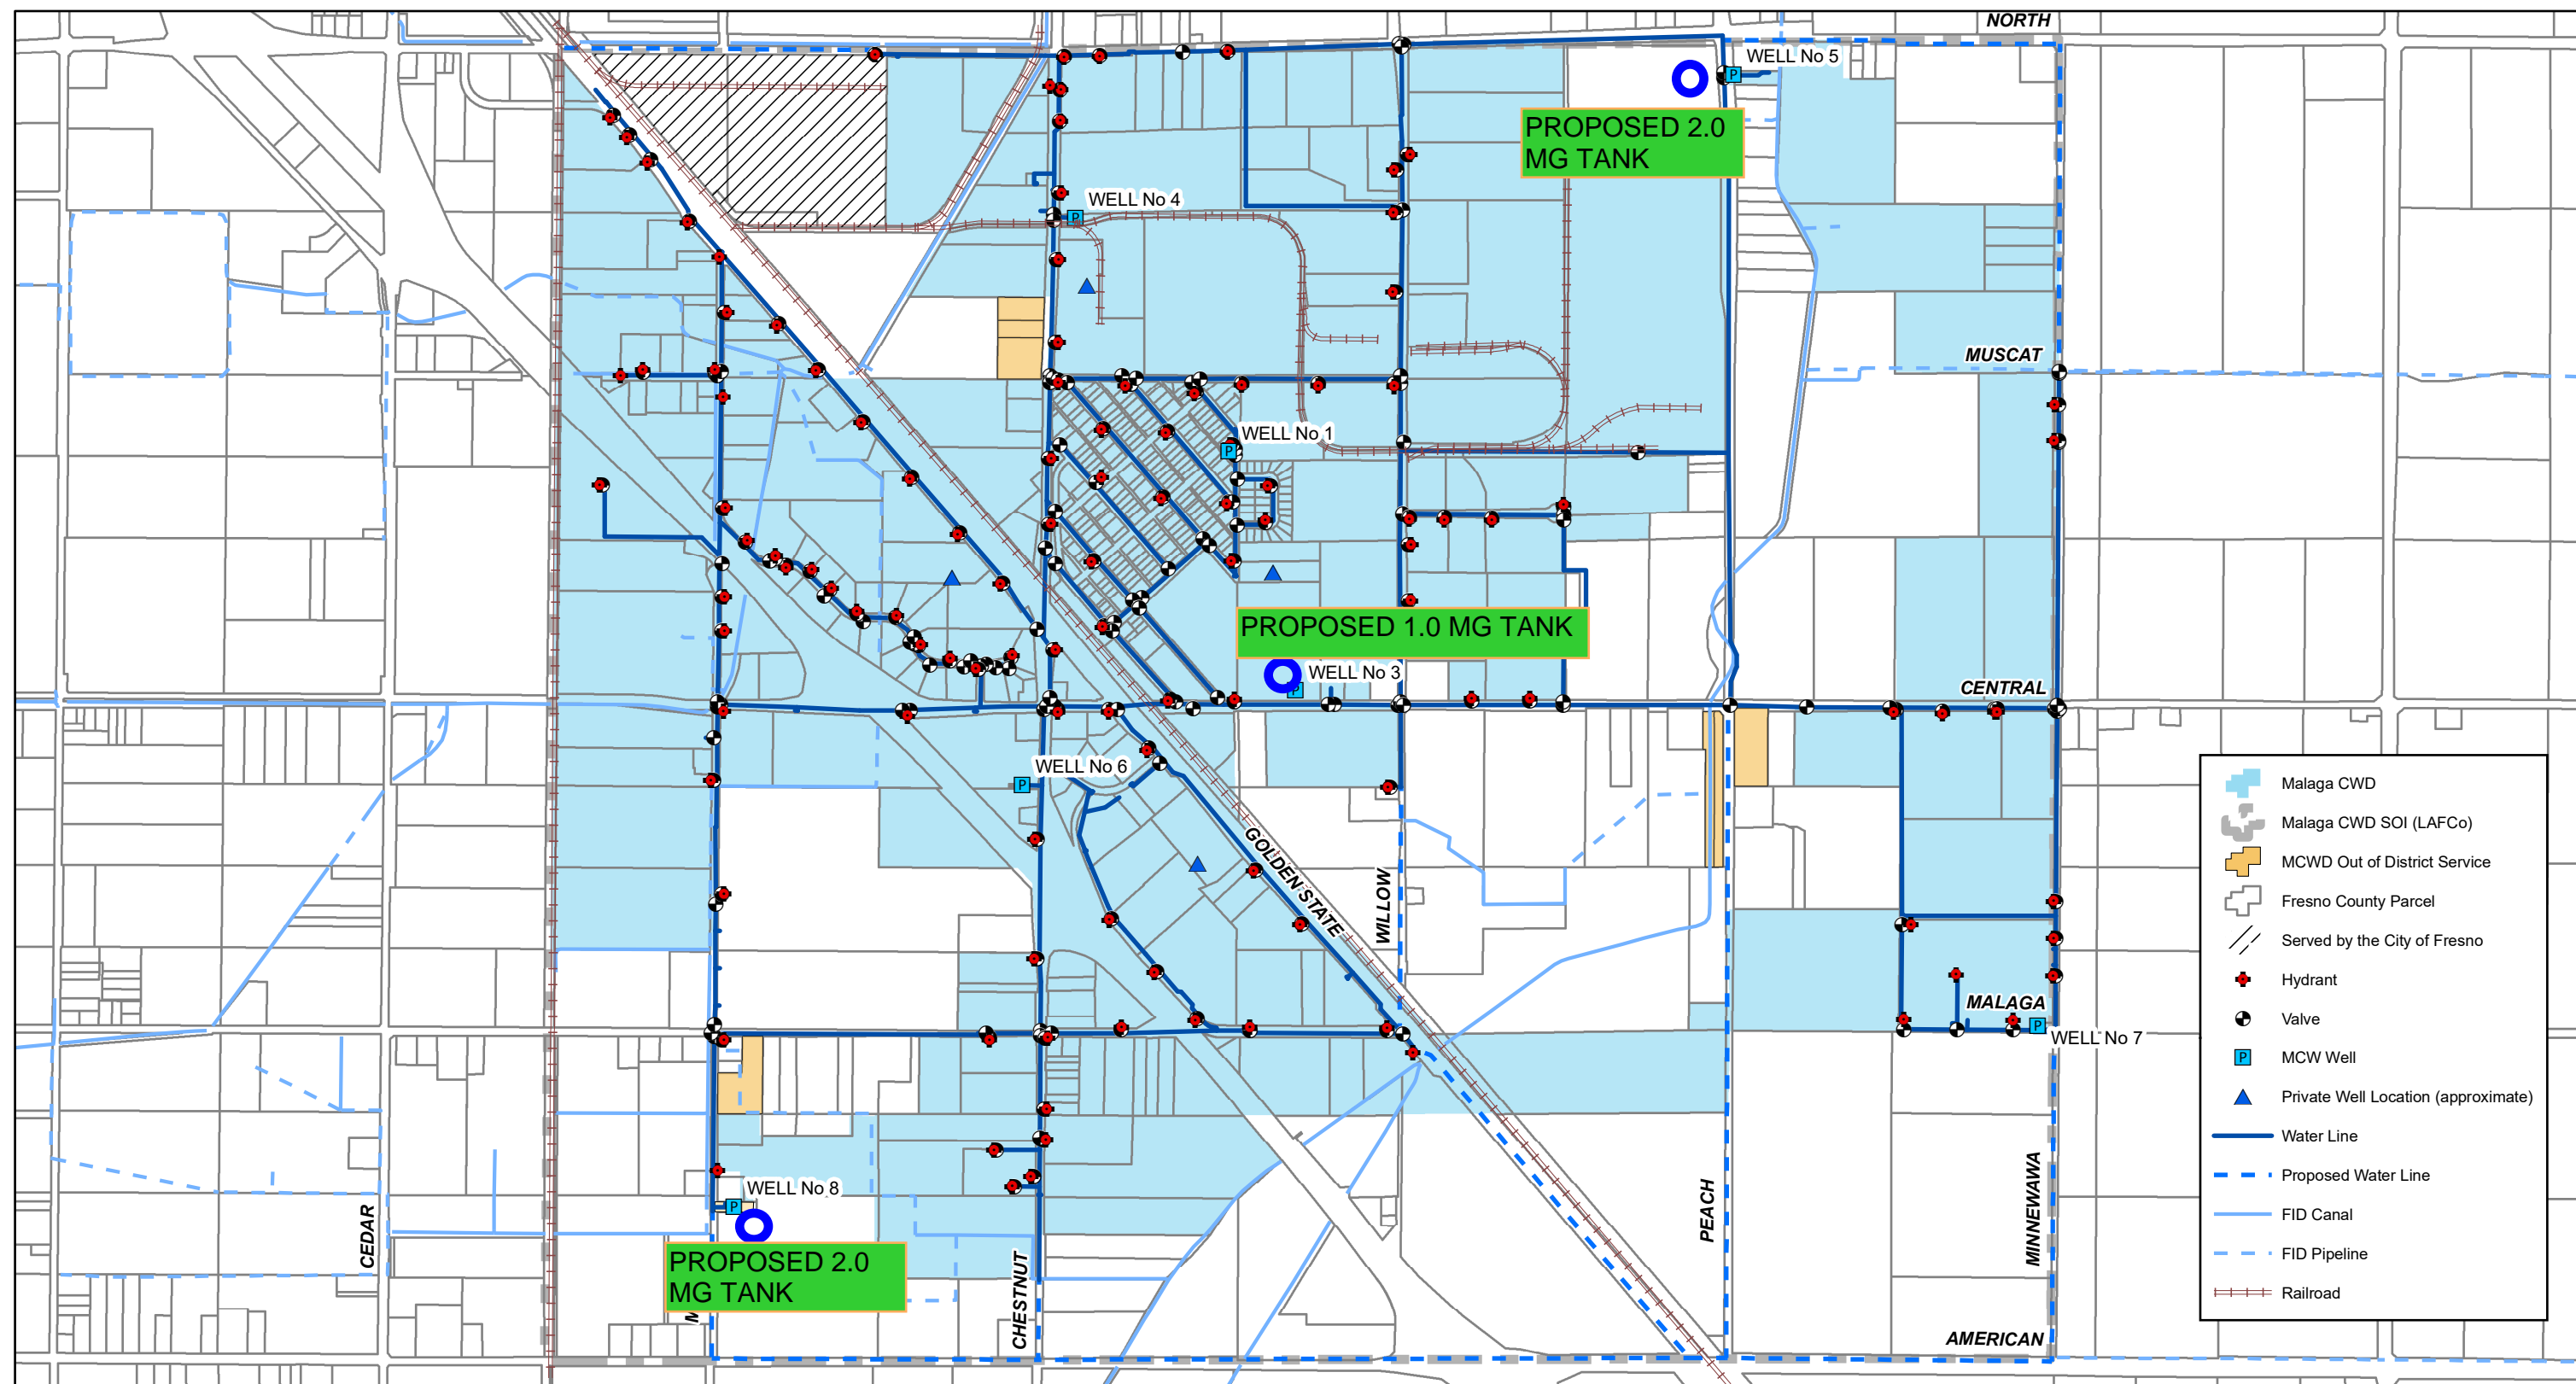 NORTH
WELL No 5
PROPOSED 2.0
MG TANK
WELL No 4
MUSCAT
WELL No 1
PROPOSED 1.0 MG TANK
WELL No 3
CENTRAL
WELL No 6
GOLDEN STATE
WILLOW
MALAGA
WELL No 7
WELL No 8
PROPOSED 2.0
MG TANK
CEDAR
CHESTNUT
PEACH
MINNEWAWA
AMERICAN
Malaga CWD
Malaga CWD SOI (LAFCo)
MCWD Out of District Service
Fresno County Parcel
Served by the City of Fresno
Hydrant
Valve
P MCW Well
Private Well Location (approximate)
Water Line
Proposed Water Line
FID Canal
FID Pipeline
Railroad